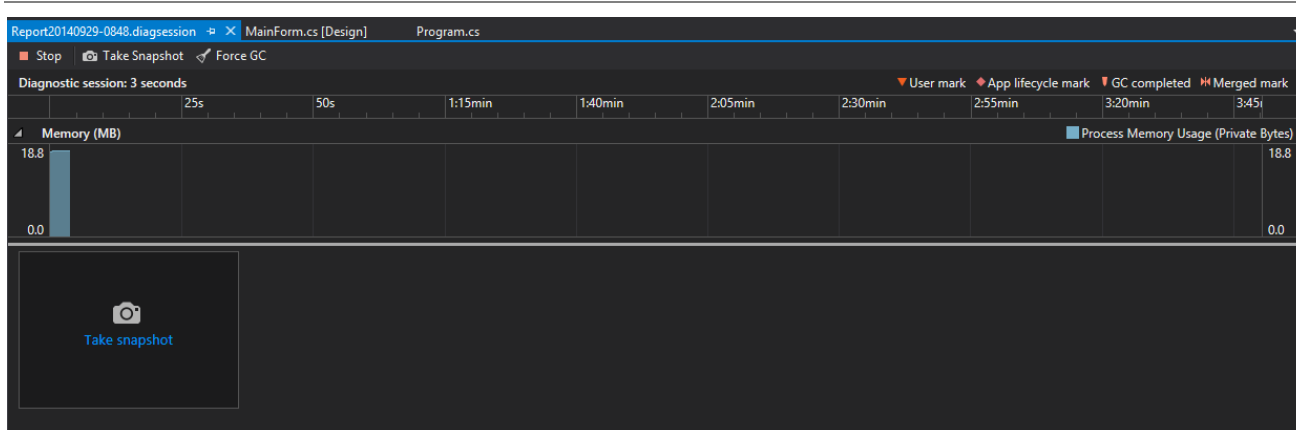 Report20140929-0848.diagsession MainForm.cs [Design] Program.cs
Stop Take Snapshot Force GC
Diagnostic session: 3 seconds User mark App lifecycle mark GC completed Merged mark
25s 50s 1:15min 1:40min 2:05min 2:30min 2:55min 3:20min 3:45
Memory (MB) Process Memory Usage (Private Bytes)
18.8 18.8
0.0 0.0
Take snapshot